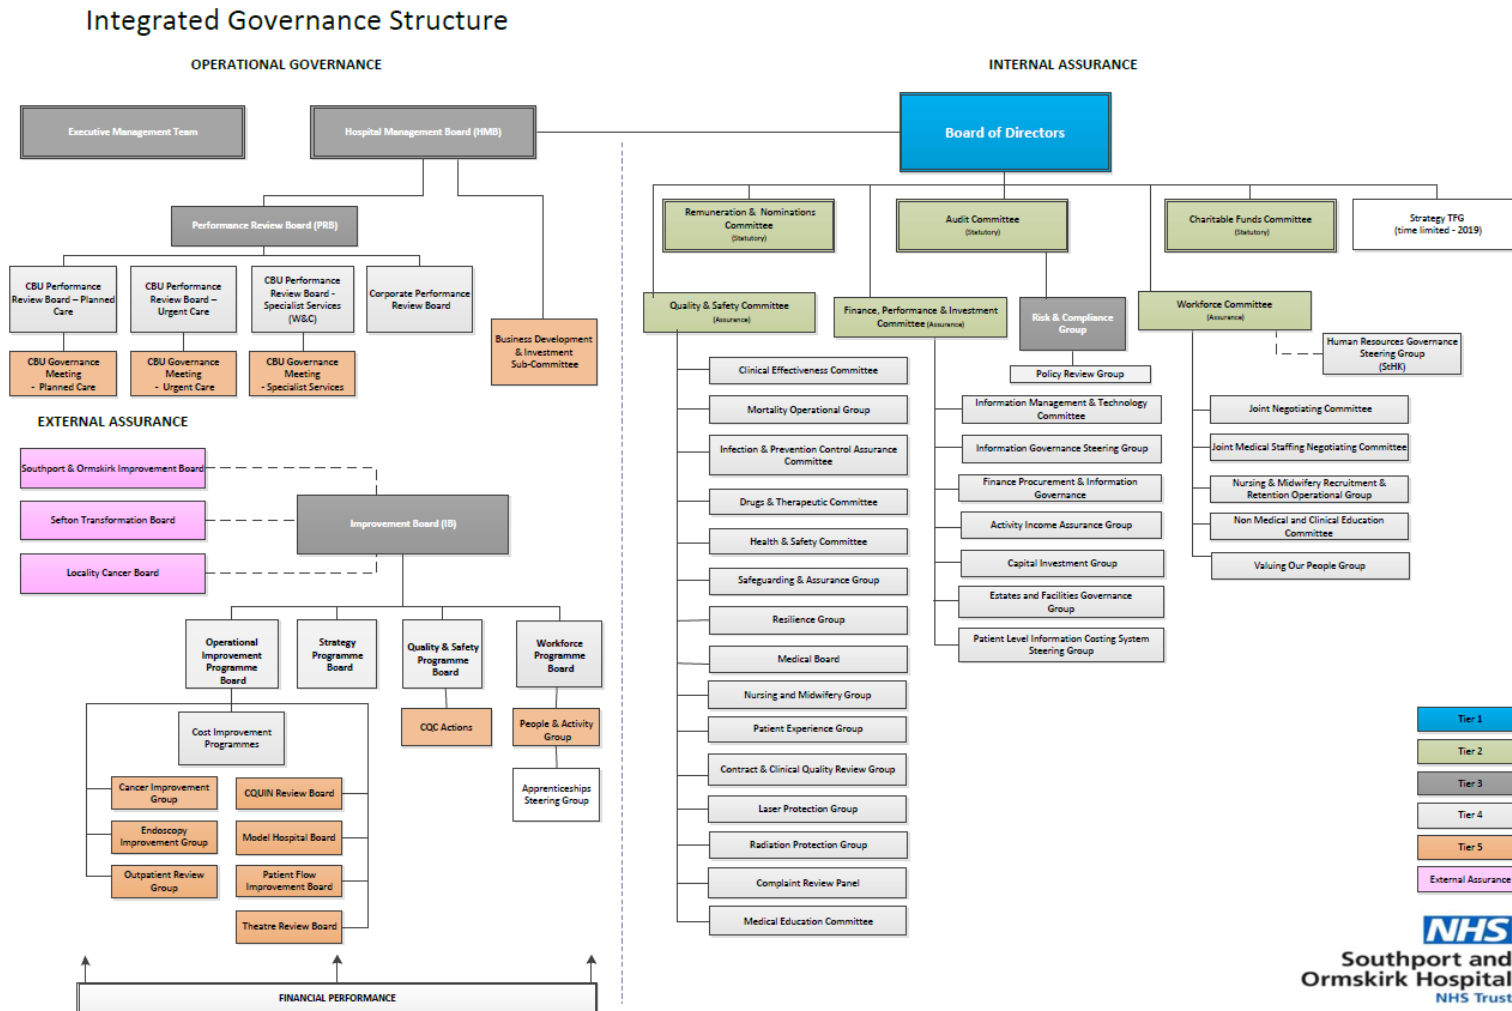 Integrated Governance Structure
OPERATIONAL GOVERNANCE
INTERNAL ASSURANCE
Executive Management Team
Hospital Management Board (HMB)
Board of Directors
Performance Review Board (PRB)
CBU Performance
Review Board – Planned
Care
CBU Performance
Review Board –
Urgent Care
CBU Performance
Review Board -
Specialist Services
(W&C)
Corporate Performance
Review Board
Business Development
& Investment
Sub-Committee
CBU Governance
Meeting
- Planned Care
CBU Governance
Meeting
- Urgent Care
CBU Governance
Meeting
- Specialist Services
Remuneration & Nominations
Committee
(Statutory)
Audit Committee
(Statutory)
Charitable Funds Committee
(Statutory)
Strategy TFG
(time limited - 2019)
Quality & Safety Committee
(Assurance)
Finance, Performance & Investment
Committee (Assurance)
Risk & Compliance
Group
Policy Review Group
Workforce Committee
(Assurance)
Human Resources Governance
Steering Group
(StHK)
Clinical Effectiveness Committee
Mortality Operational Group
Infection & Prevention Control Assurance
Committee
Drugs & Therapeutic Committee
Health & Safety Committee
Safeguarding & Assurance Group
Resilience Group
Medical Board
Nursing and Midwifery Group
Patient Experience Group
Contract & Clinical Quality Review Group
Laser Protection Group
Radiation Protection Group
Complaint Review Panel
Medical Education Committee
Information Management & Technology
Committee
Information Governance Steering Group
Finance Procurement & Information
Governance
Activity Income Assurance Group
Capital Investment Group
Estates and Facilities Governance
Group
Patient Level Information Costing System
Steering Group
Joint Negotiating Committee
Joint Medical Staffing Negotiating Committee
Nursing & Midwifery Recruitment &
Retention Operational Group
Non Medical and Clinical Education
Committee
Valuing Our People Group
EXTERNAL ASSURANCE
Southport & Ormskirk Improvement Board
Sefton Transformation Board
Locality Cancer Board
Improvement Board (IB)
Operational
Improvement
Programme
Board
Strategy
Programme
Board
Quality & Safety
Programme
Board
Workforce
Programme
Board
Cost Improvement
Programmes
CQC Actions
People & Activity
Group
Apprenticeships
Steering Group
Cancer Improvement
Group
Endoscopy
Improvement Group
Outpatient Review
Group
CQUIN Review Board
Model Hospital Board
Patient Flow
Improvement Board
Theatre Review Board
FINANCIAL PERFORMANCE
Tier 1
Tier 2
Tier 3
Tier 4
Tier 5
External Assurance
NHS
Southport and
Ormskirk Hospital
NHS Trust